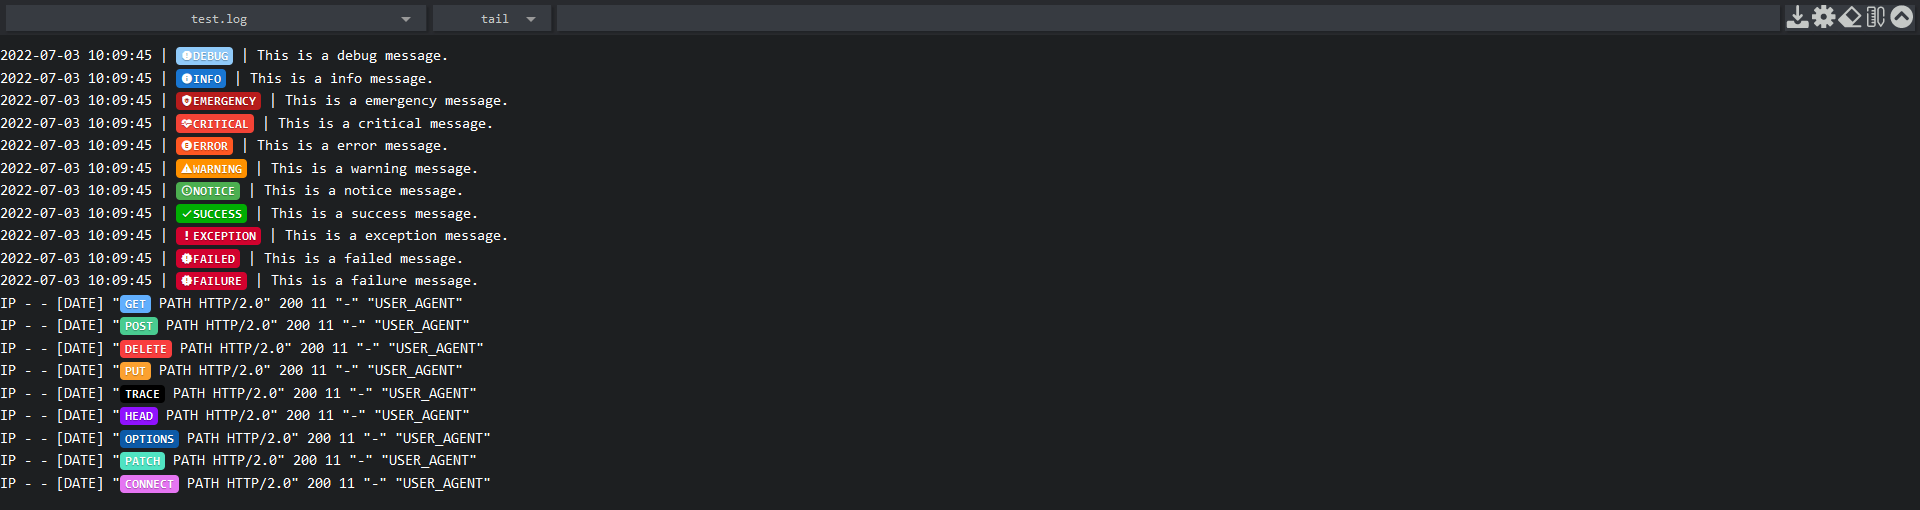 test.log tail
2022-07-03 10:09:45 | DEBUG | This is a debug message.
2022-07-03 10:09:45 | INFO | This is a info message.
2022-07-03 10:09:45 | EMERGENCY | This is a emergency message.
2022-07-03 10:09:45 | CRITICAL | This is a critical message.
2022-07-03 10:09:45 | ERROR | This is a error message.
2022-07-03 10:09:45 | WARNING | This is a warning message.
2022-07-03 10:09:45 | NOTICE | This is a notice message.
2022-07-03 10:09:45 | SUCCESS | This is a success message.
2022-07-03 10:09:45 | EXCEPTION | This is a exception message.
2022-07-03 10:09:45 | FAILED | This is a failed message.
2022-07-03 10:09:45 | FAILURE | This is a failure message.
IP - - [DATE] "GET PATH HTTP/2.0" 200 11 "-" "USER_AGENT"
IP - - [DATE] "POST PATH HTTP/2.0" 200 11 "-" "USER_AGENT"
IP - - [DATE] "DELETE PATH HTTP/2.0" 200 11 "-" "USER_AGENT"
IP - - [DATE] "PUT PATH HTTP/2.0" 200 11 "-" "USER_AGENT"
IP - - [DATE] "TRACE PATH HTTP/2.0" 200 11 "-" "USER_AGENT"
IP - - [DATE] "HEAD PATH HTTP/2.0" 200 11 "-" "USER_AGENT"
IP - - [DATE] "OPTIONS PATH HTTP/2.0" 200 11 "-" "USER_AGENT"
IP - - [DATE] "PATCH PATH HTTP/2.0" 200 11 "-" "USER_AGENT"
IP - - [DATE] "CONNECT PATH HTTP/2.0" 200 11 "-" "USER_AGENT"